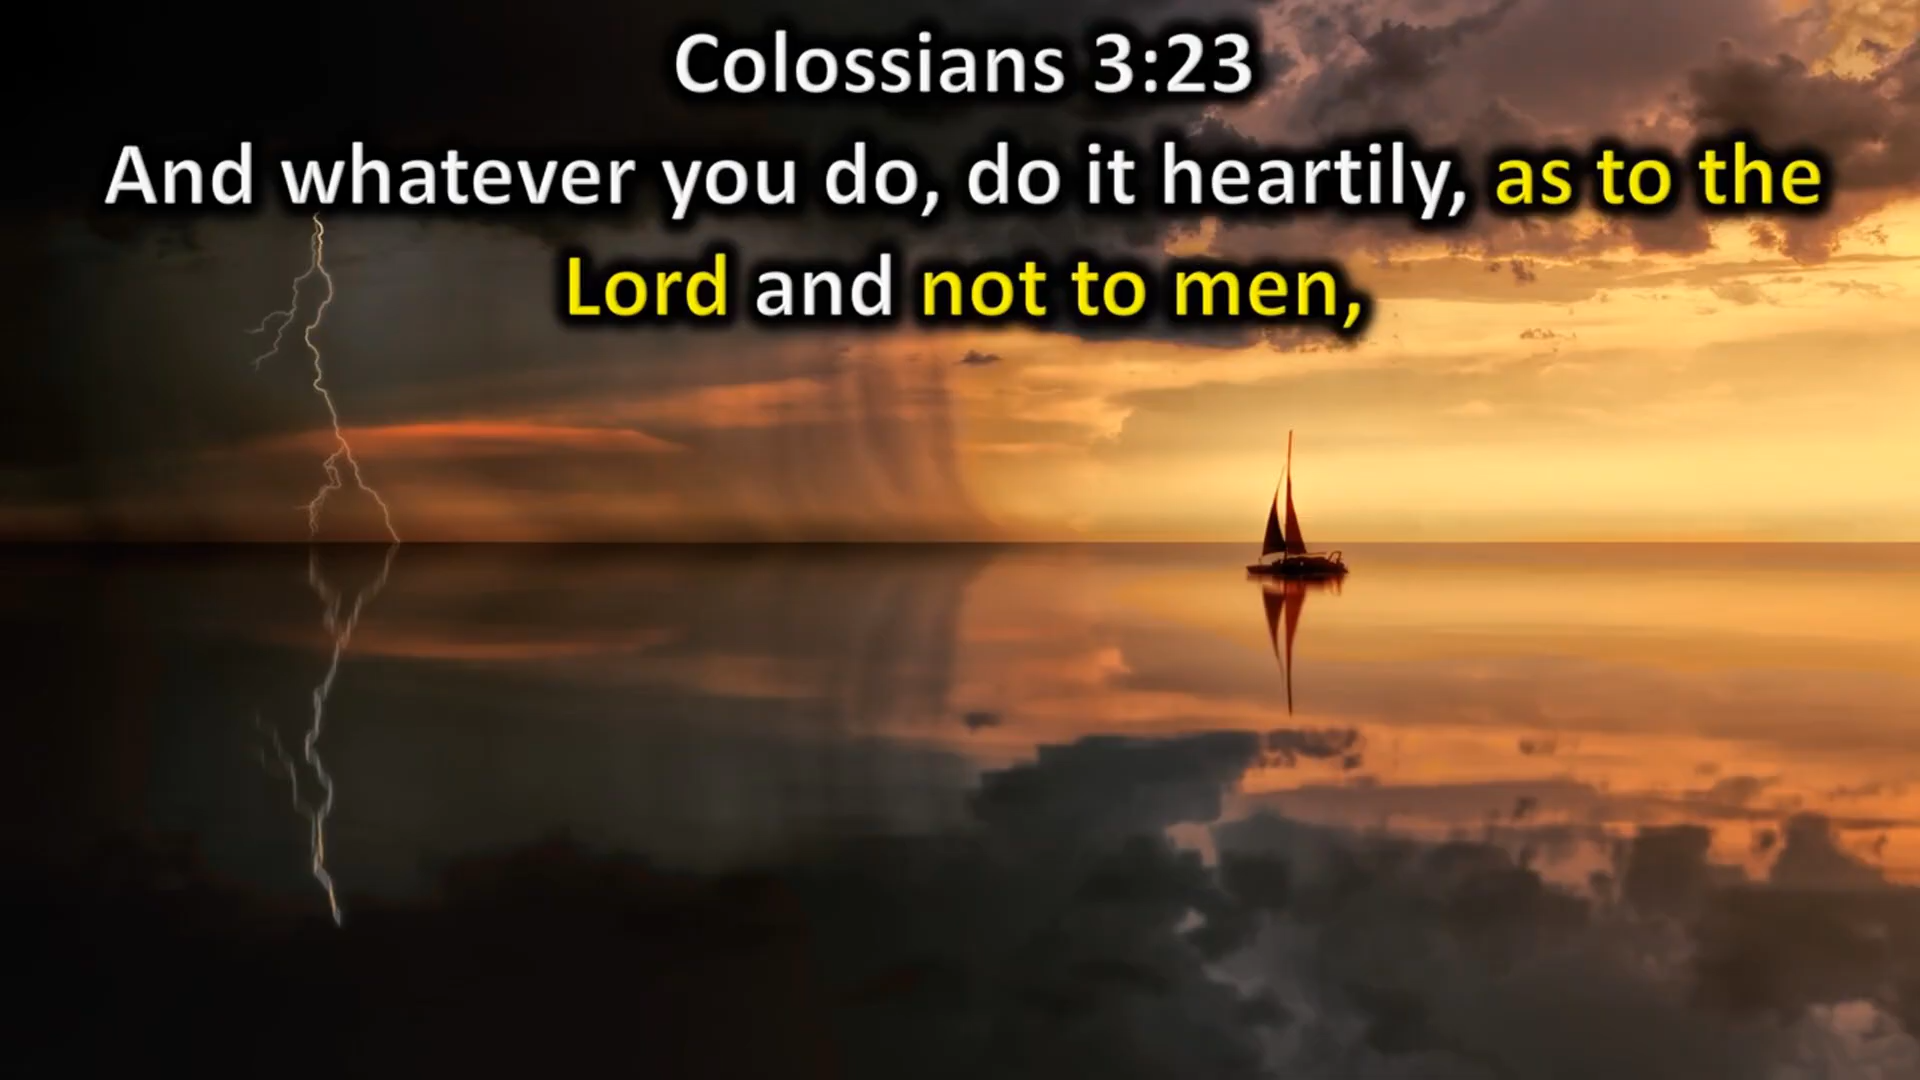 Colossians 3:23
And whatever you do, do it heartily, as to the
Lord and not to men,